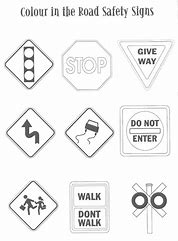 Colour in the Road Safety Signs
STOP
GIVE
WAY
DO NOT
ENTER
WALK
DONT
WALK